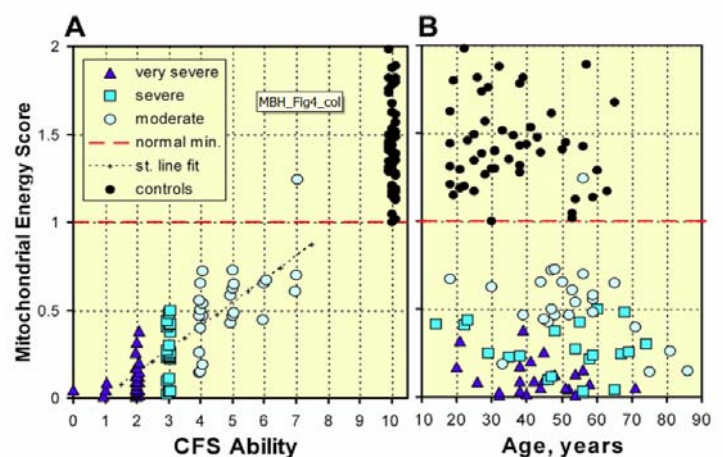 A
B
Mitochondrial Energy Score
2
1.5
1
0.5
0
very severe
severe
moderate
normal min.
st. line fit
controls
MBH_Fig4_col
0 1 2 3 4 5 6 7 8 9 10
CFS Ability
10 20 30 40 50 60 70 80 90
Age, years